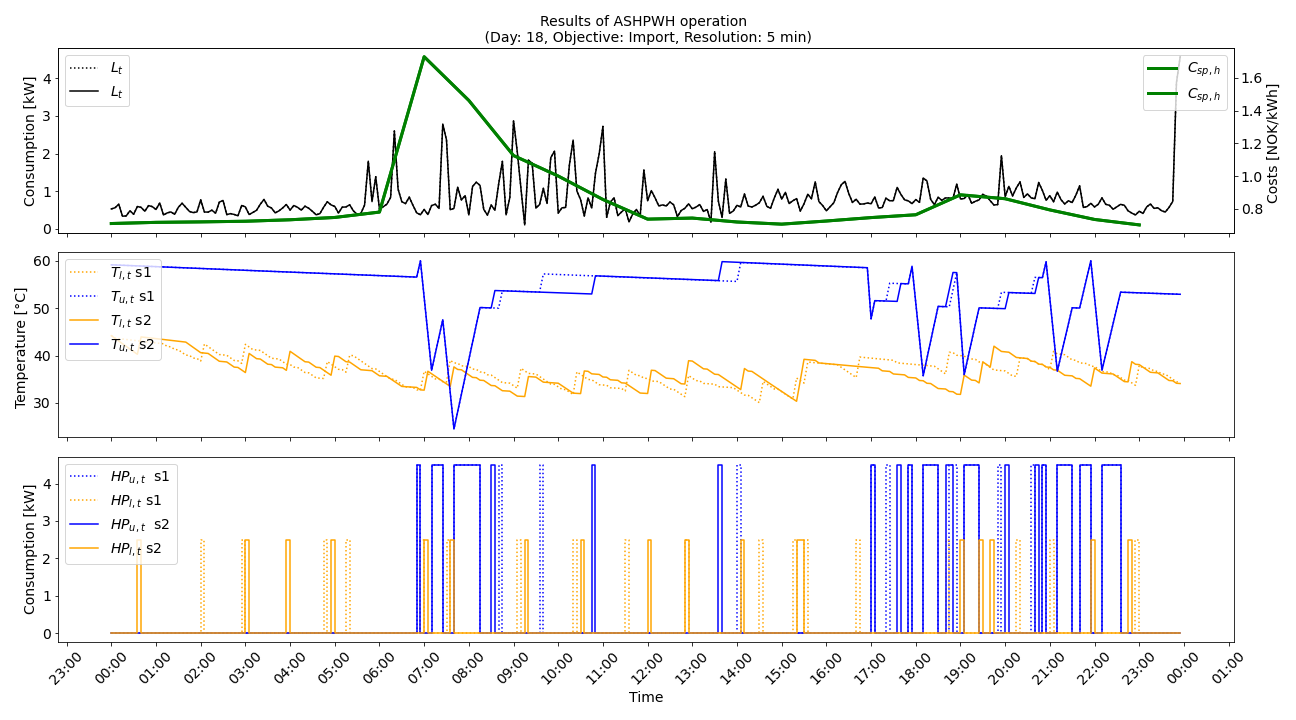 Results of ASHPWH operation
(Day: 18, Objective: Import, Resolution: 5 min)
Consumption [kW]
4
3
2
1
0
L_t
L_t
C_sp,h
C_sp,h
1.6
1.4
1.2
1.0
0.8
Costs [NOK/kWh]
Temperature [°C]
60
50
40
30
T_l,t s1
T_u,t s1
T_l,t s2
T_u,t s2
Consumption [kW]
4
3
2
1
0
HP_u,t s1
HP_l,t s1
HP_u,t s2
HP_l,t s2
23:00 00:00 01:00 02:00 03:00 04:00 05:00 06:00 07:00 08:00 09:00 10:00 11:00 12:00 13:00 14:00 15:00 16:00 17:00 18:00 19:00 20:00 21:00 22:00 23:00 00:00 01:00
Time